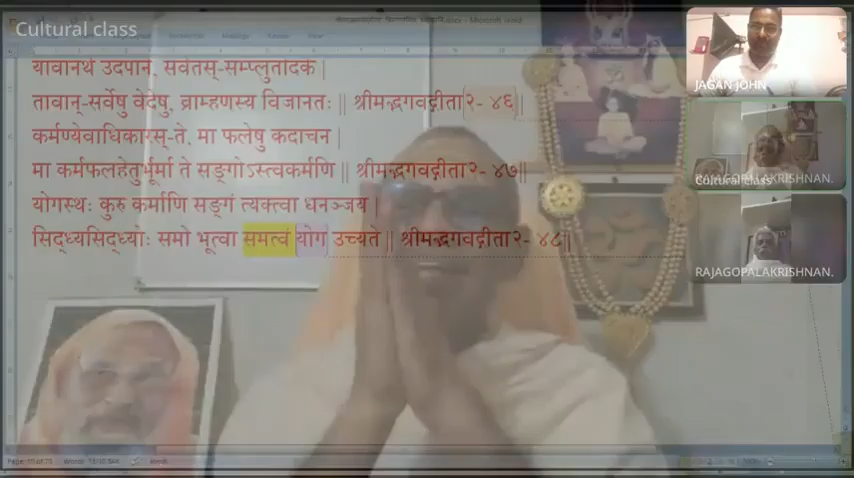 Cultural class
यावानर्थ उदपाने, सर्वतस्-सम्प्लुतोदके |
तावान्-सर्वेषु वेदेषु, ब्राम्हणस्य विजानतः || श्रीमद्भगवद्गीता २- ४६||
कर्मण्येवाधिकारस्-ते, मा फलेषु कदाचन |
मा कर्मफलहेतुर्भूर्मा ते सङ्गोऽस्त्वकर्मणि || श्रीमद्भगवद्गीता २- ४७||
योगस्थः कुरु कर्माणि सङ्गं त्यक्त्वा धनञ्जय |
सिद्ध्यसिद्ध्योः समो भूत्वा समत्वं योग उच्यते || श्रीमद्भगवद्गीता २- ४८||
JAGAN JOHN
RAJAGOPALAKRISHNAN.
Cultural class
RAJAGOPALAKRISHNAN.